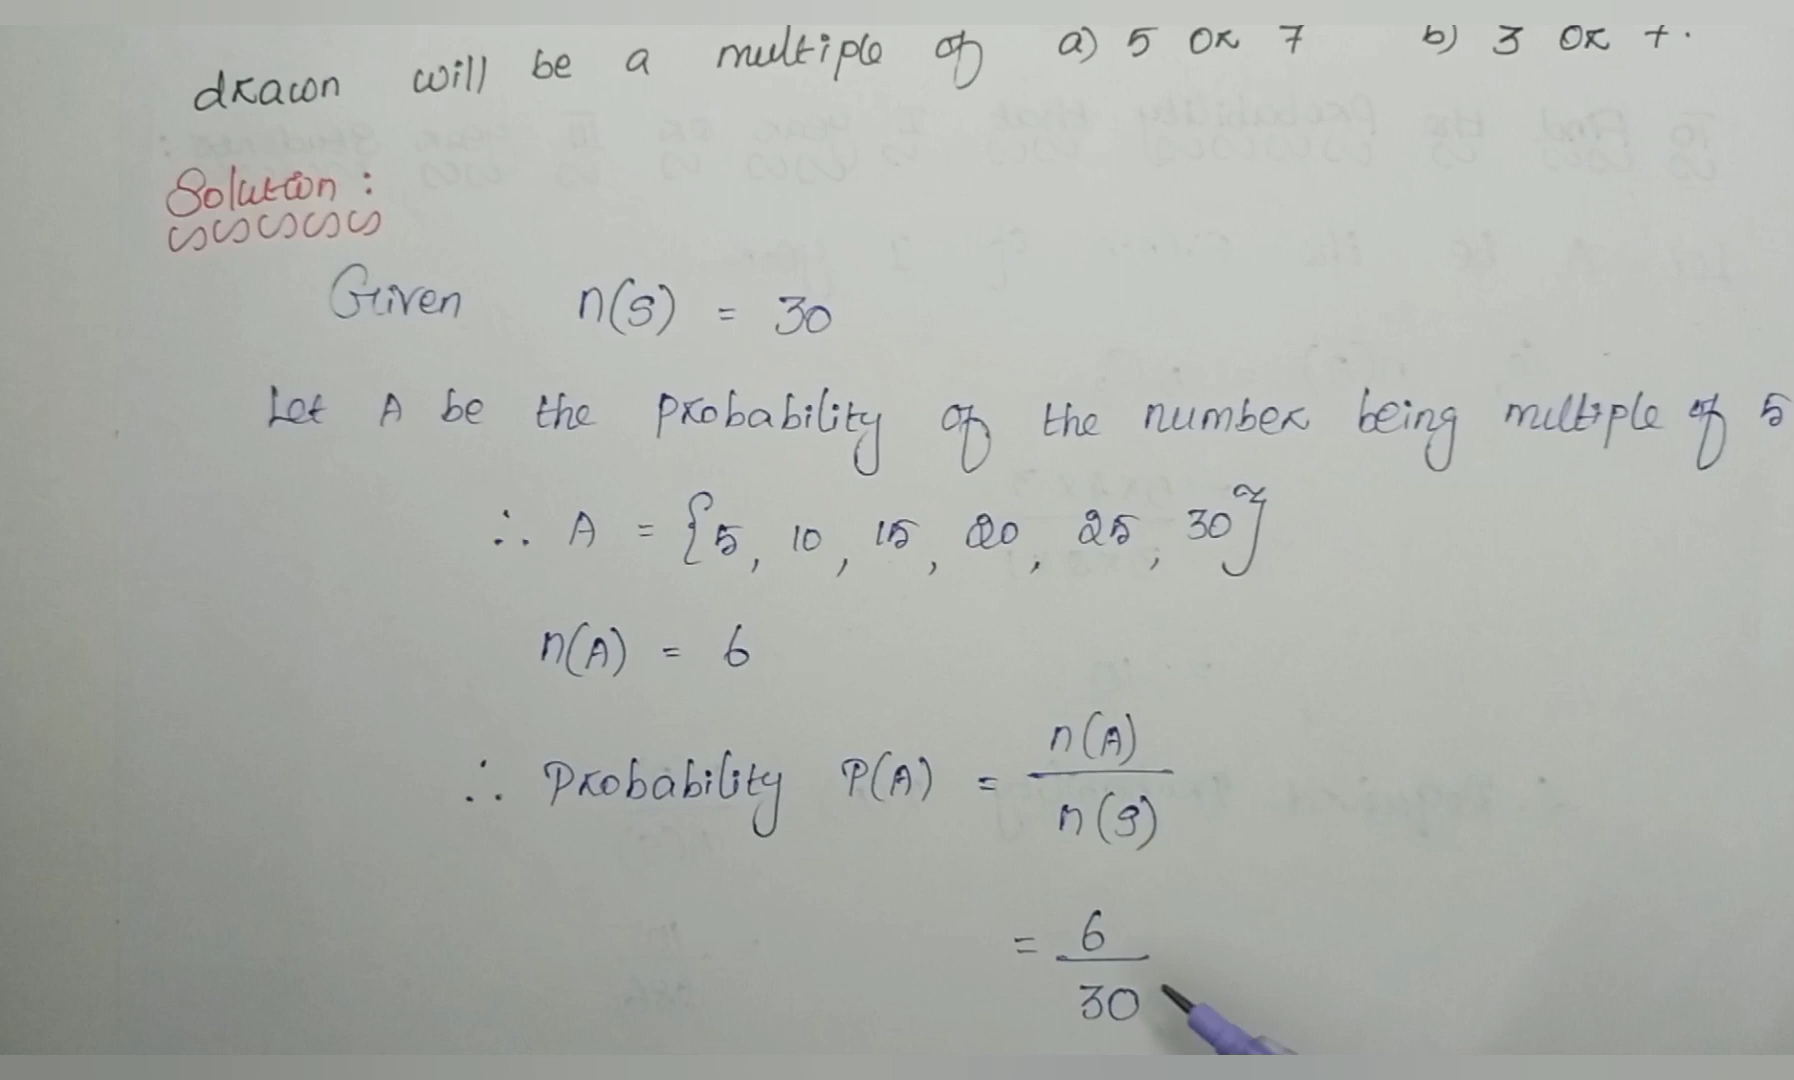 drawn will be a multiple of a) 5 or 7 b) 3 or 7.
Solution :
Given n(S) = 30
Let A be the probability of the number being multiple of 5
∴ A = {5, 10, 15, 20, 25, 30}
n(A) = 6
∴ Probability P(A) = n(A) / n(S)
= 6 / 30